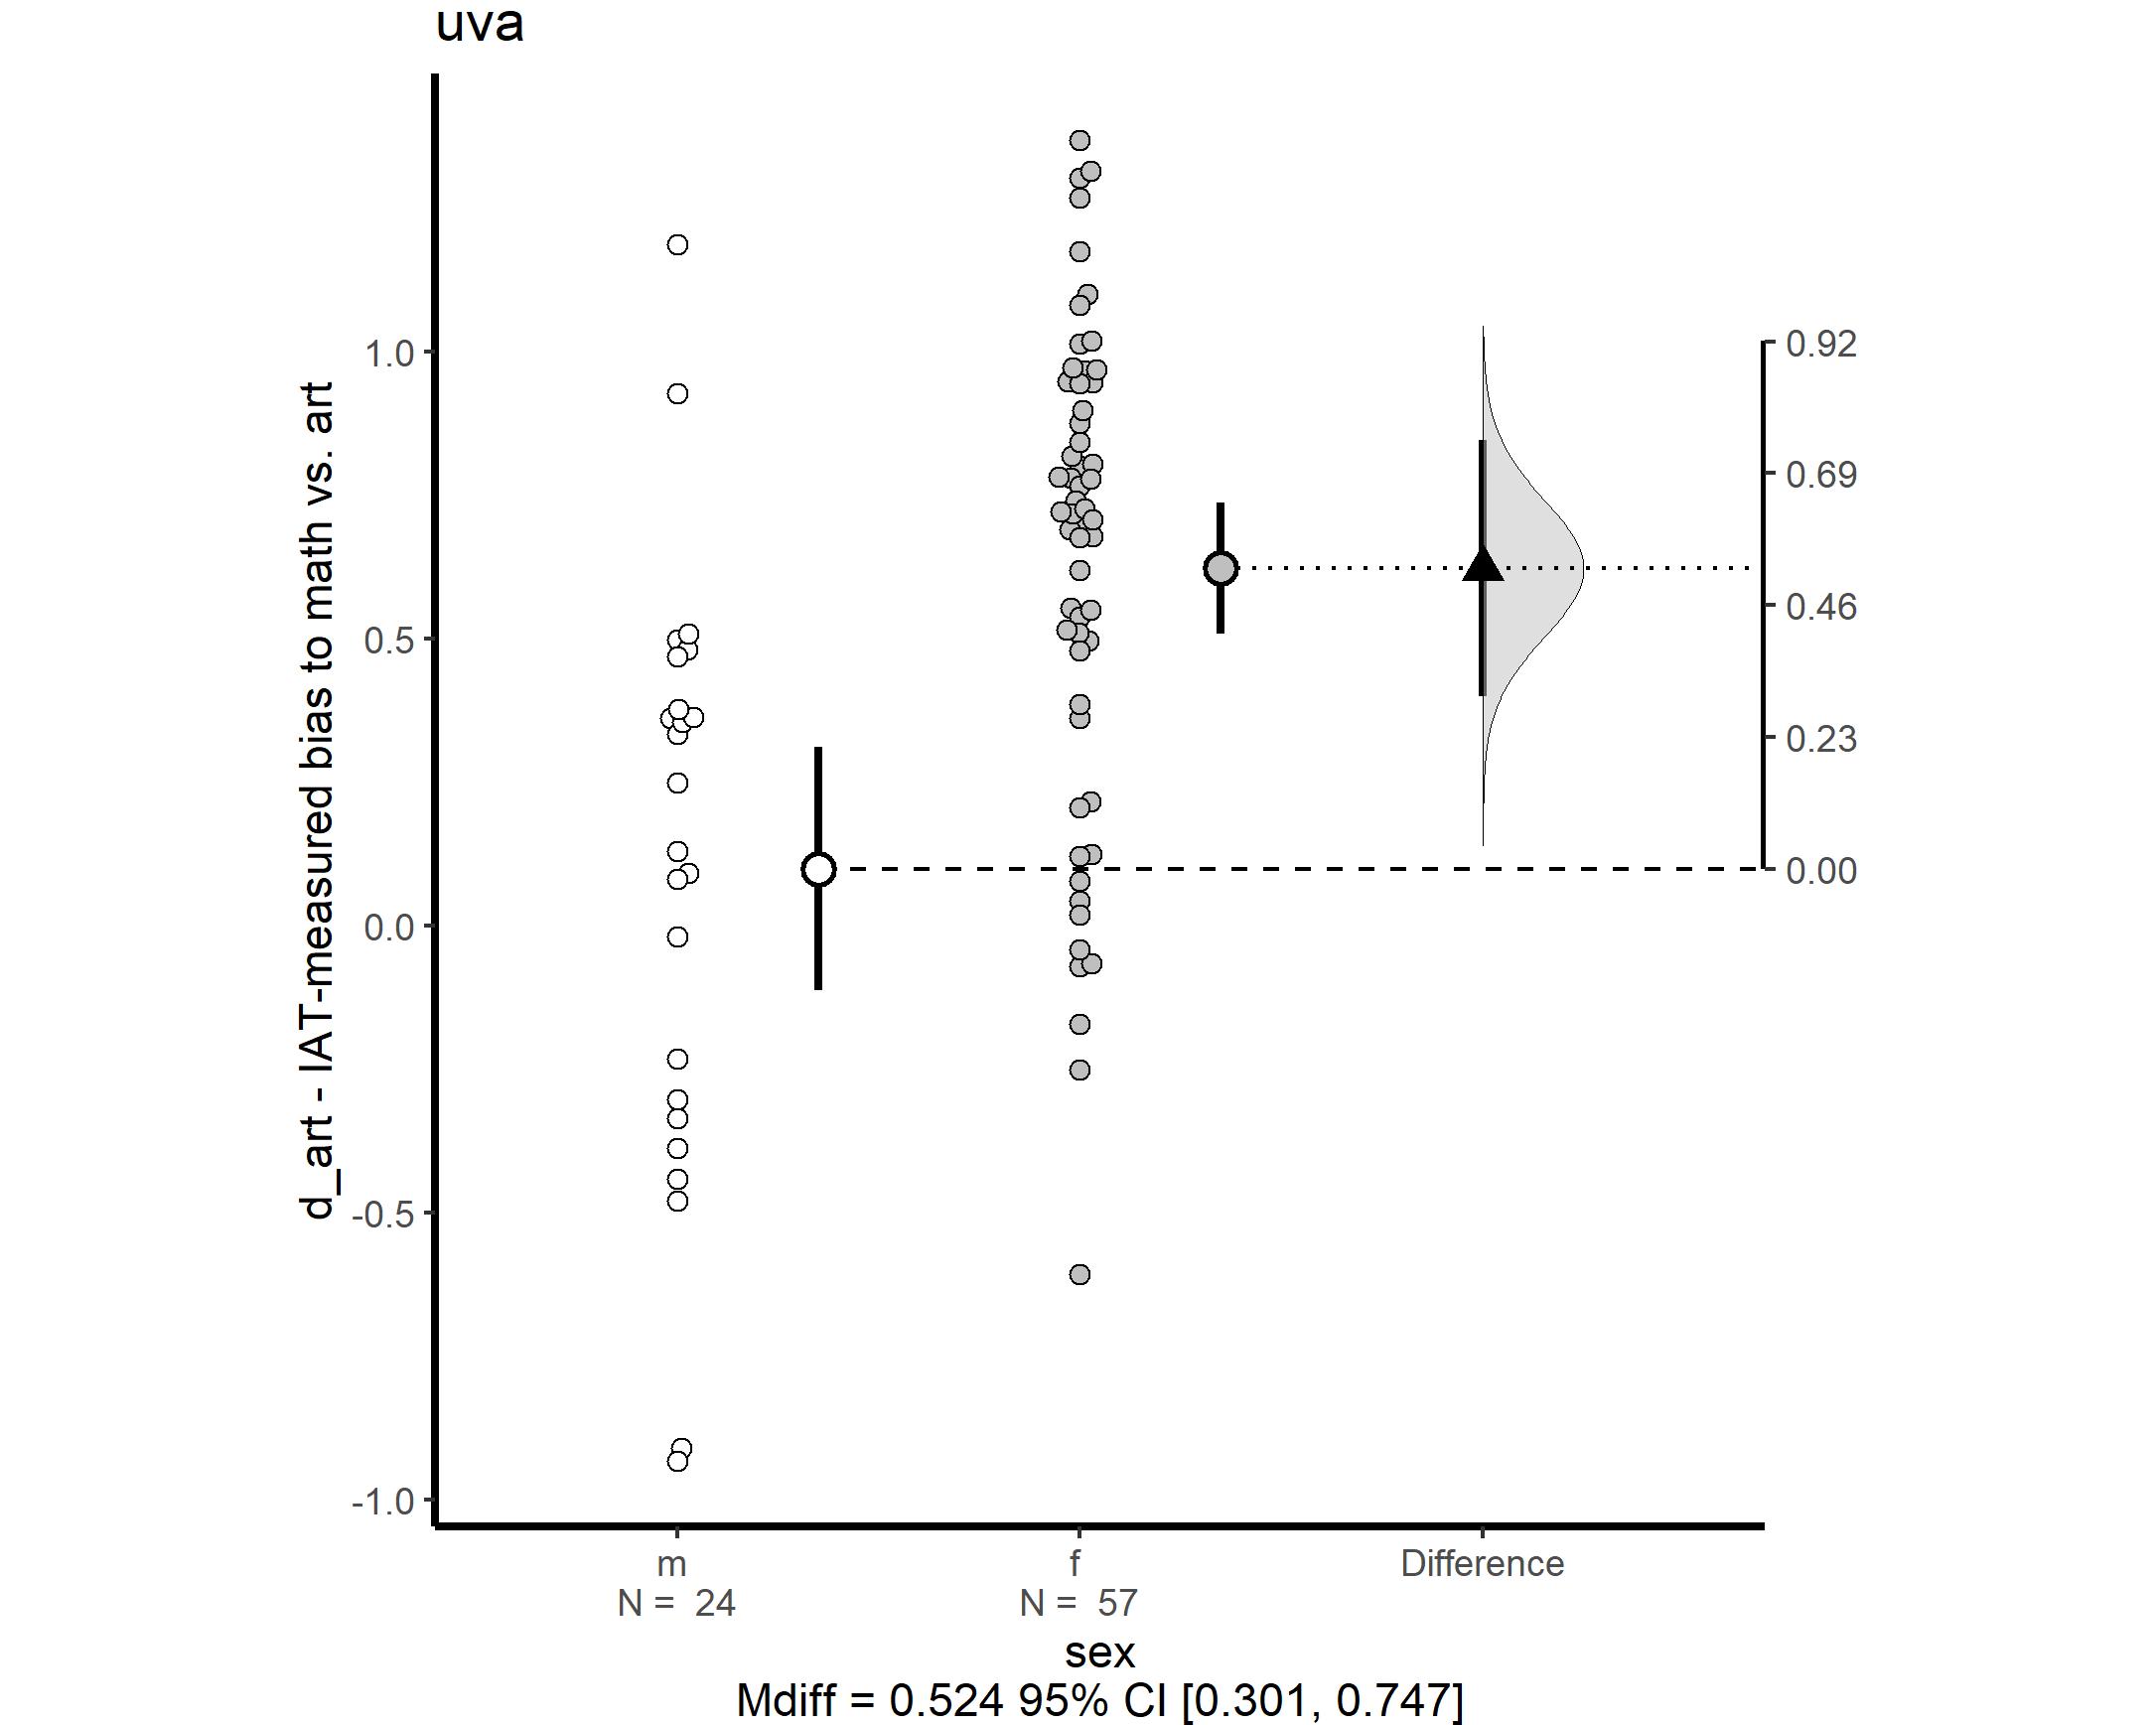 uva
d_art - IAT-measured bias to math vs. art
1.0
0.5
0.0
-0.5
-1.0
0.92
0.69
0.46
0.23
0.00
m
N =  24
f
N =  57
Difference
sex
Mdiff = 0.524 95% CI [0.301, 0.747]